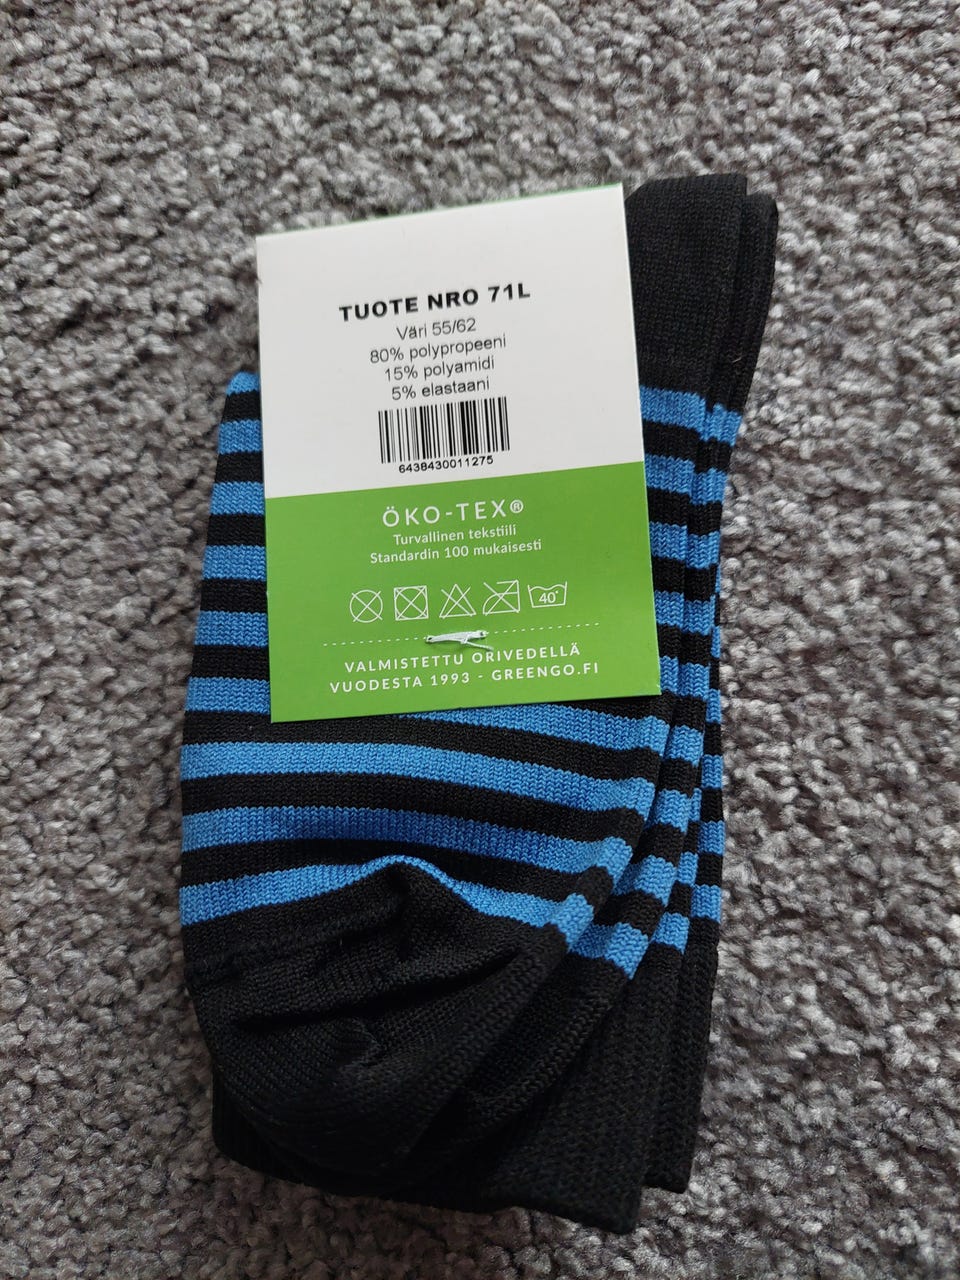 TUOTE NRO 71L
Väri 55/62
80% polypropeeni
15% polyamidi
5% elastaani
6438430011275
ÖKO-TEX®
Turvallinen tekstiili
Standardin 100 mukaisesti
40°
VALMISTETTU ORIVEDELLÄ
VUODESTA 1993 - GREENGO.FI